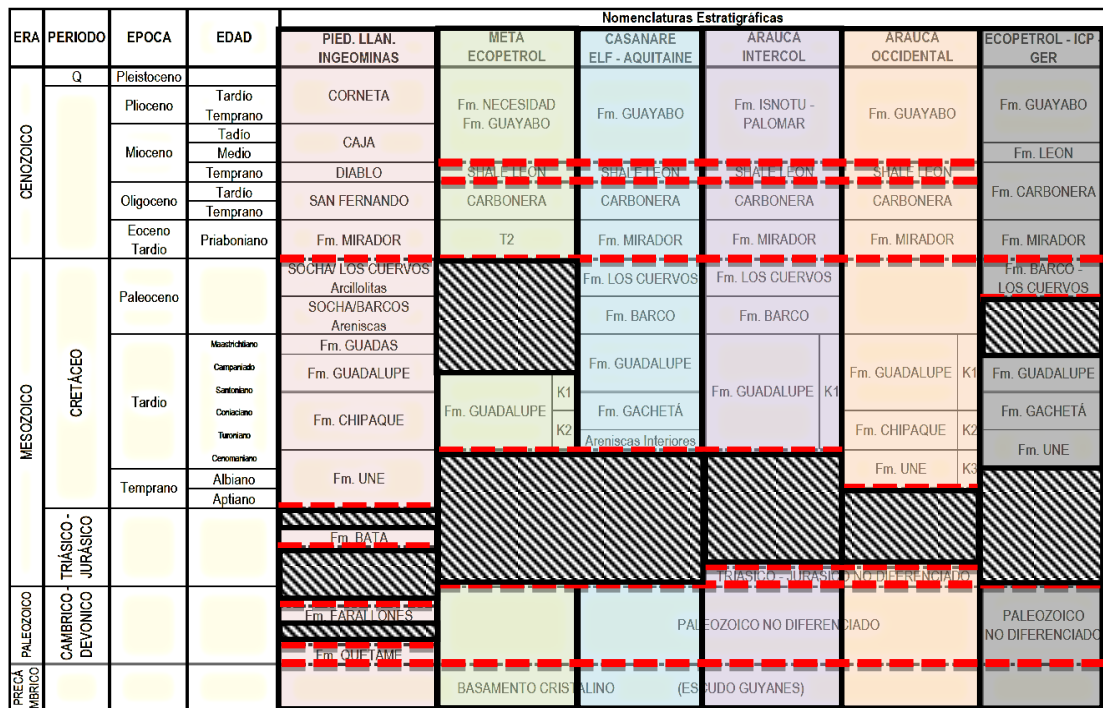 Nomenclaturas Estratigráficas
ERA PERIODO EPOCA EDAD PIED. LLAN. INGEOMINAS META ECOPETROL CASANARE ELF - AQUITAINE ARAUCA INTERCOL ARAUCA OCCIDENTAL ECOPETROL - ICP - GER
CENOZOICO
Q Pleistoceno
Plioceno
Tardío
Temprano
CORNETA
Fm. NECESIDAD
Fm. GUAYABO
Fm. GUAYABO
Fm. ISNOTU -
PALOMAR
Fm. GUAYABO
Fm. GUAYABO
Mioceno
Tadío
Medio
Temprano
CAJA
Fm. LEON
DIABLO
SHALE LEON
SHALE LEON
SHALE LEON
SHALE LEON
Oligoceno
Tardío
Temprano
SAN FERNANDO
CARBONERA
CARBONERA
CARBONERA
CARBONERA
Fm. CARBONERA
Eoceno
Tardio
Priaboniano
Fm. MIRADOR
T2
Fm. MIRADOR
Fm. MIRADOR
Fm. MIRADOR
Fm. MIRADOR
MESOZOICO
CRETÁCEO
Paleoceno
SOCHA/ LOS CUERVOS
Arcillolitas
Fm. LOS CUERVOS
Fm. LOS CUERVOS
Fm. BARCO -
LOS CUERVOS
SOCHA/BARCOS
Areniscas
Fm. BARCO
Fm. BARCO
Tardio
Maastrichtiano
Campaniado
Santoniano
Coniaciano
Turoniano
Cenomaniano
Fm. GUADAS
Fm. GUADALUPE
Fm. CHIPAQUE
Fm. GUADALUPE
K1
K2
Fm. GUADALUPE
Fm. GACHETÁ
Areniscas Interiores
Fm. GUADALUPE
K1
Fm. GUADALUPE
K1
Fm. CHIPAQUE
K2
Fm. UNE
K3
Fm. GUADALUPE
Fm. GACHETÁ
Fm. UNE
Temprano
Albiano
Aptiano
Fm. UNE
TRIÁSICO -
JURÁSICO
Fm. BATA
TRIASICO - JURASICO NO DIFERENCIADO
PALEOZOICO
CAMBRICO -
DEVONICO
Fm. FARALLONES
Fm. QUETAME
PALEOZOICO NO DIFERENCIADO
PALEOZOICO
NO DIFERENCIADO
PRECÁ
MBRICO
BASAMENTO CRISTALINO (ESCUDO GUYANES)